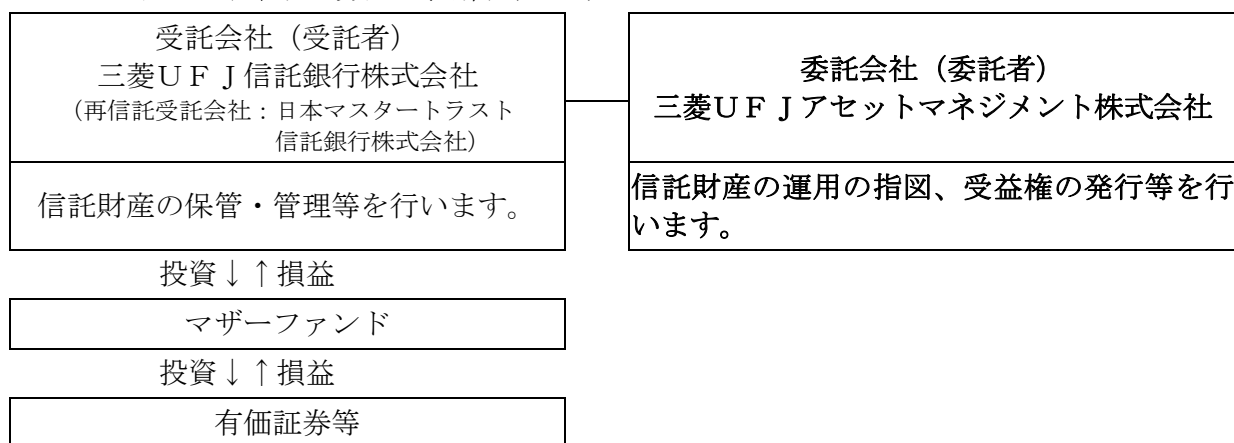 受託会社（受託者）
三菱ＵＦＪ信託銀行株式会社
（再信託受託会社：日本マスタートラスト
信託銀行株式会社）
委託会社（委託者）
三菱ＵＦＪアセットマネジメント株式会社
信託財産の保管・管理等を行います。
信託財産の運用の指図、受益権の発行等を行
います。
投資↓↑損益
マザーファンド
投資↓↑損益
有価証券等